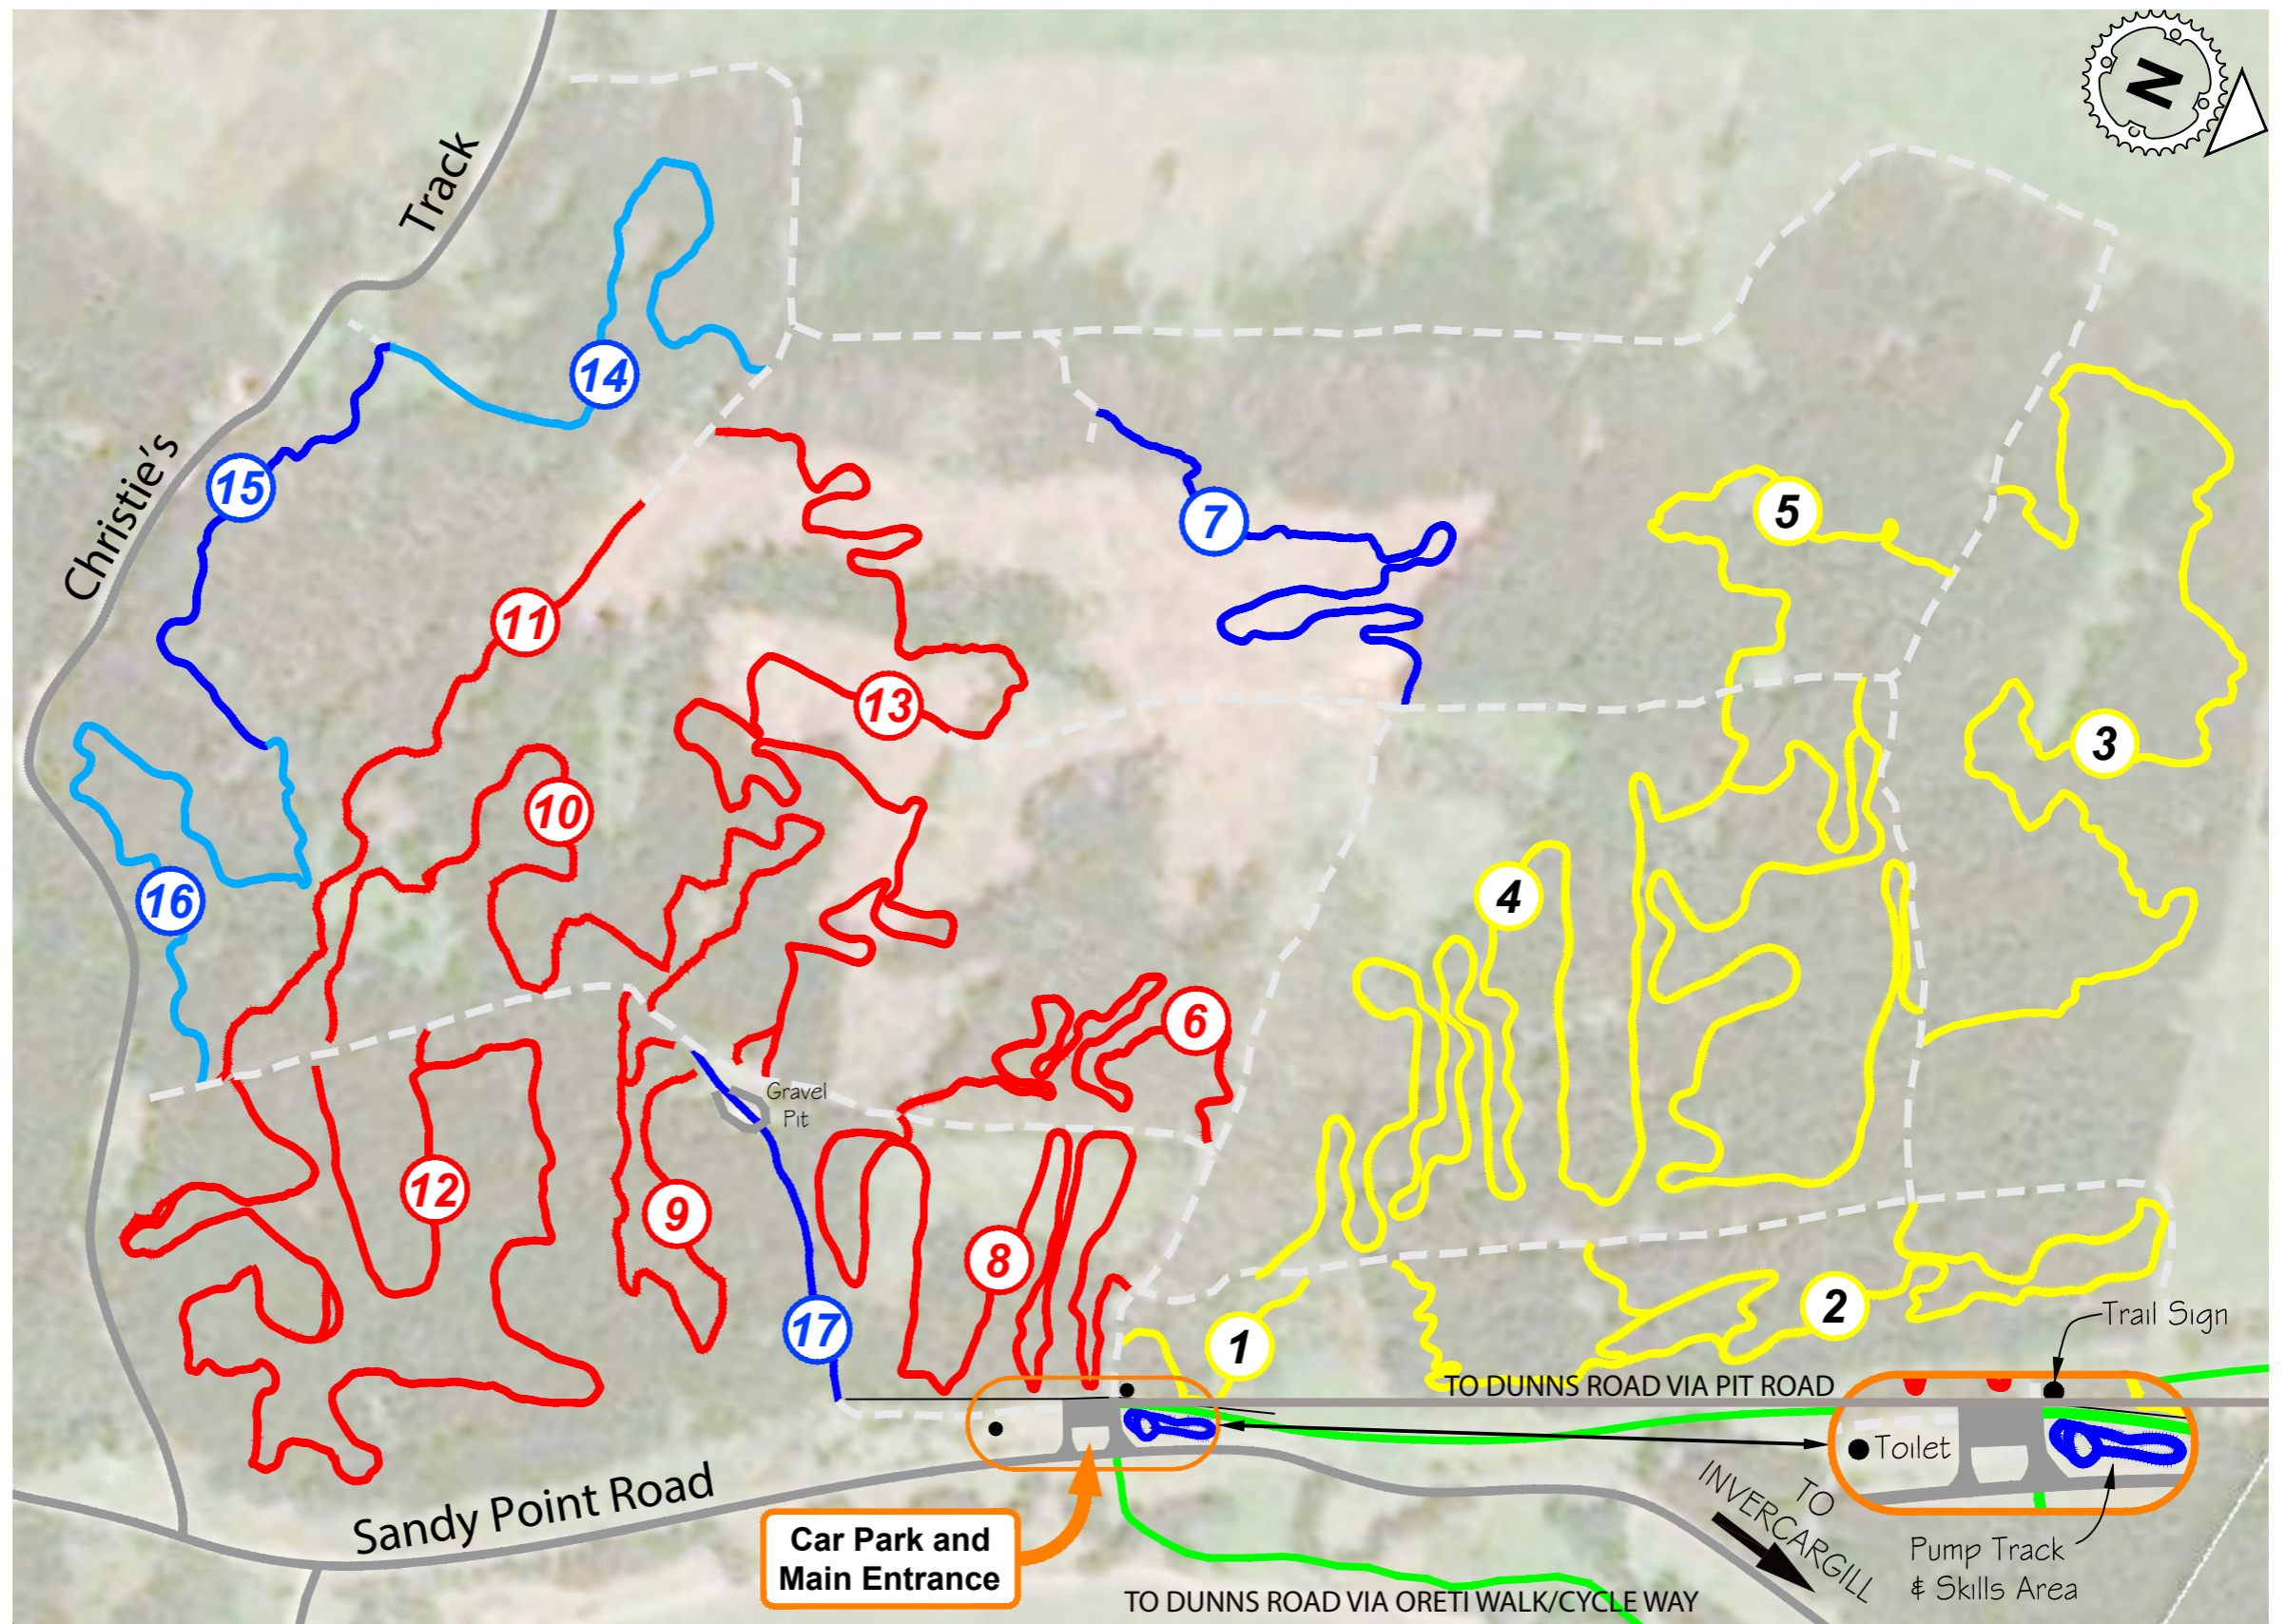 N
Track
Christie's
14
15
7
5
11
13
3
10
4
16
6
Gravel
Pit
12
9
8
17
1
2
Trail Sign
TO DUNNS ROAD VIA PIT ROAD
Toilet
Sandy Point Road
TO
INVERCARGILL
Car Park and
Main Entrance
Pump Track
& Skills Area
TO DUNNS ROAD VIA ORETI WALK/CYCLE WAY